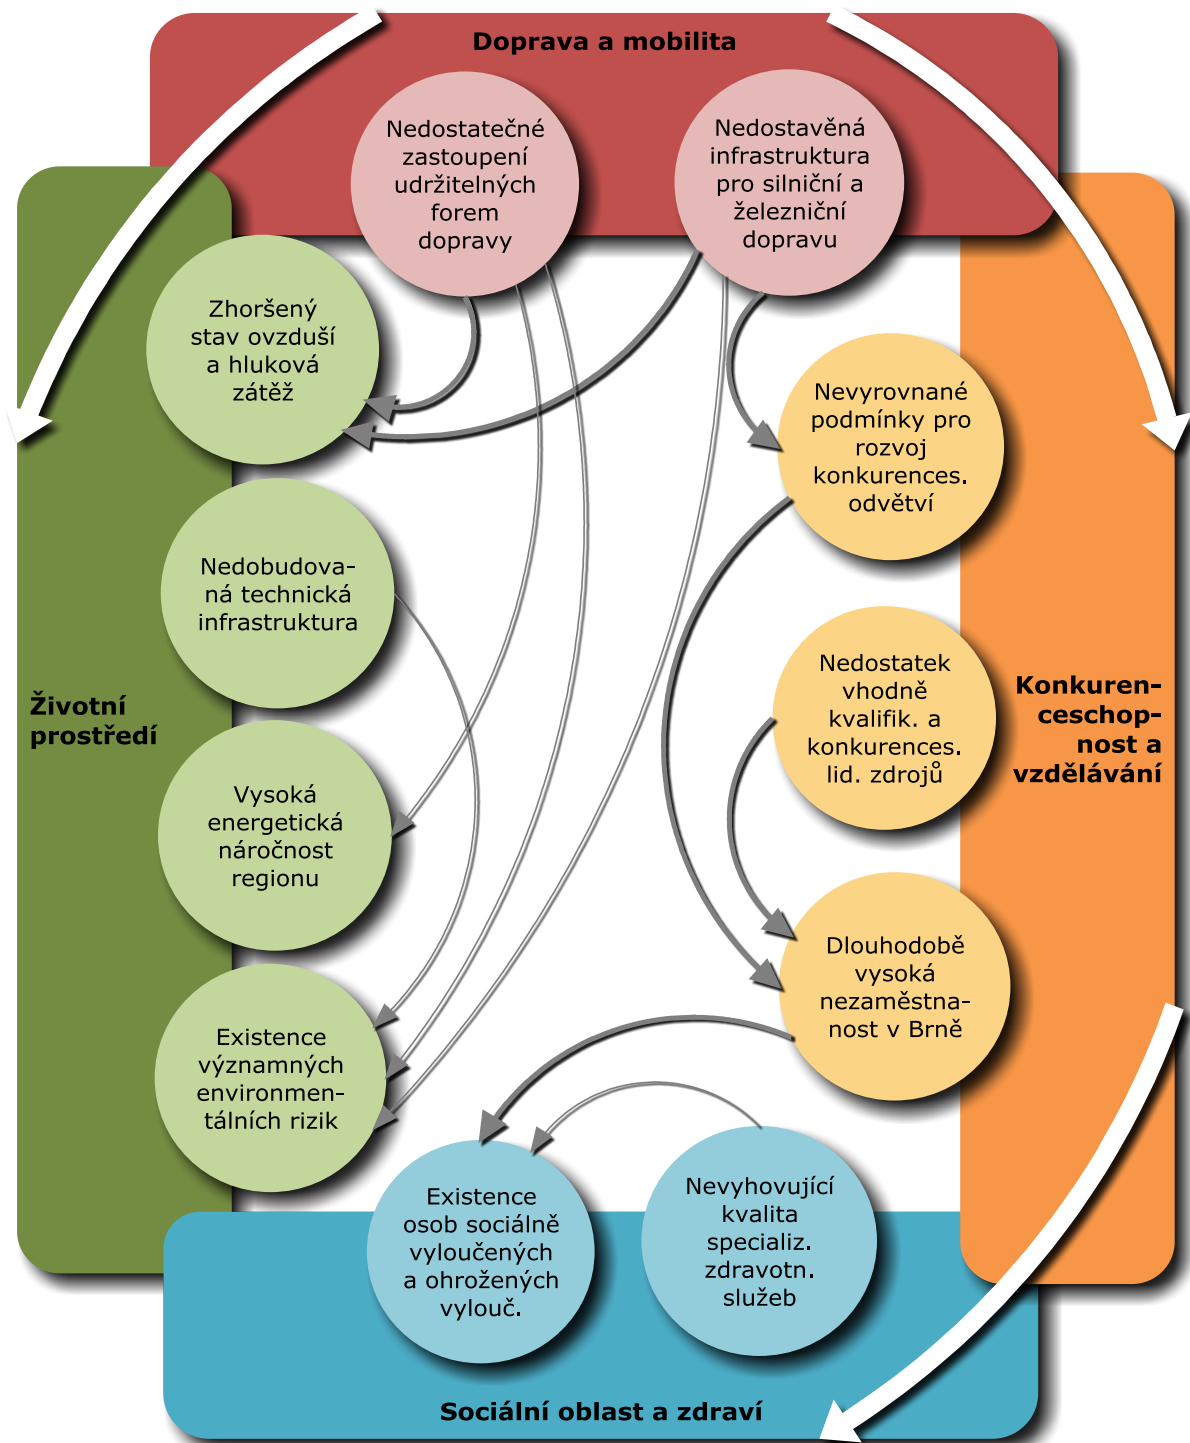 Doprava a mobilita
Nedostatečné
zastoupení
udržitelných
forem
dopravy
Nedostavěná
infrastruktura
pro silniční a
železniční
dopravu
Zhoršený
stav ovzduší
a hluková
zátěž
Nevyrovnané
podmínky pro
rozvoj
konkurences.
odvětví
Nedobudova-
ná technická
infrastruktura
Nedostatek
vhodně
kvalifik. a
konkurences.
lid. zdrojů
Životní
prostředí
Konkuren-
ceschop-
nost a
vzdělávání
Vysoká
energetická
náročnost
regionu
Dlouhodobě
vysoká
nezaměstna-
nost v Brně
Existence
významných
environmen-
tálních rizik
Existence
osob sociálně
vyloučených
a ohrožených
vylouč.
Nevyhovující
kvalita
specializ.
zdravotn.
služeb
Sociální oblast a zdraví